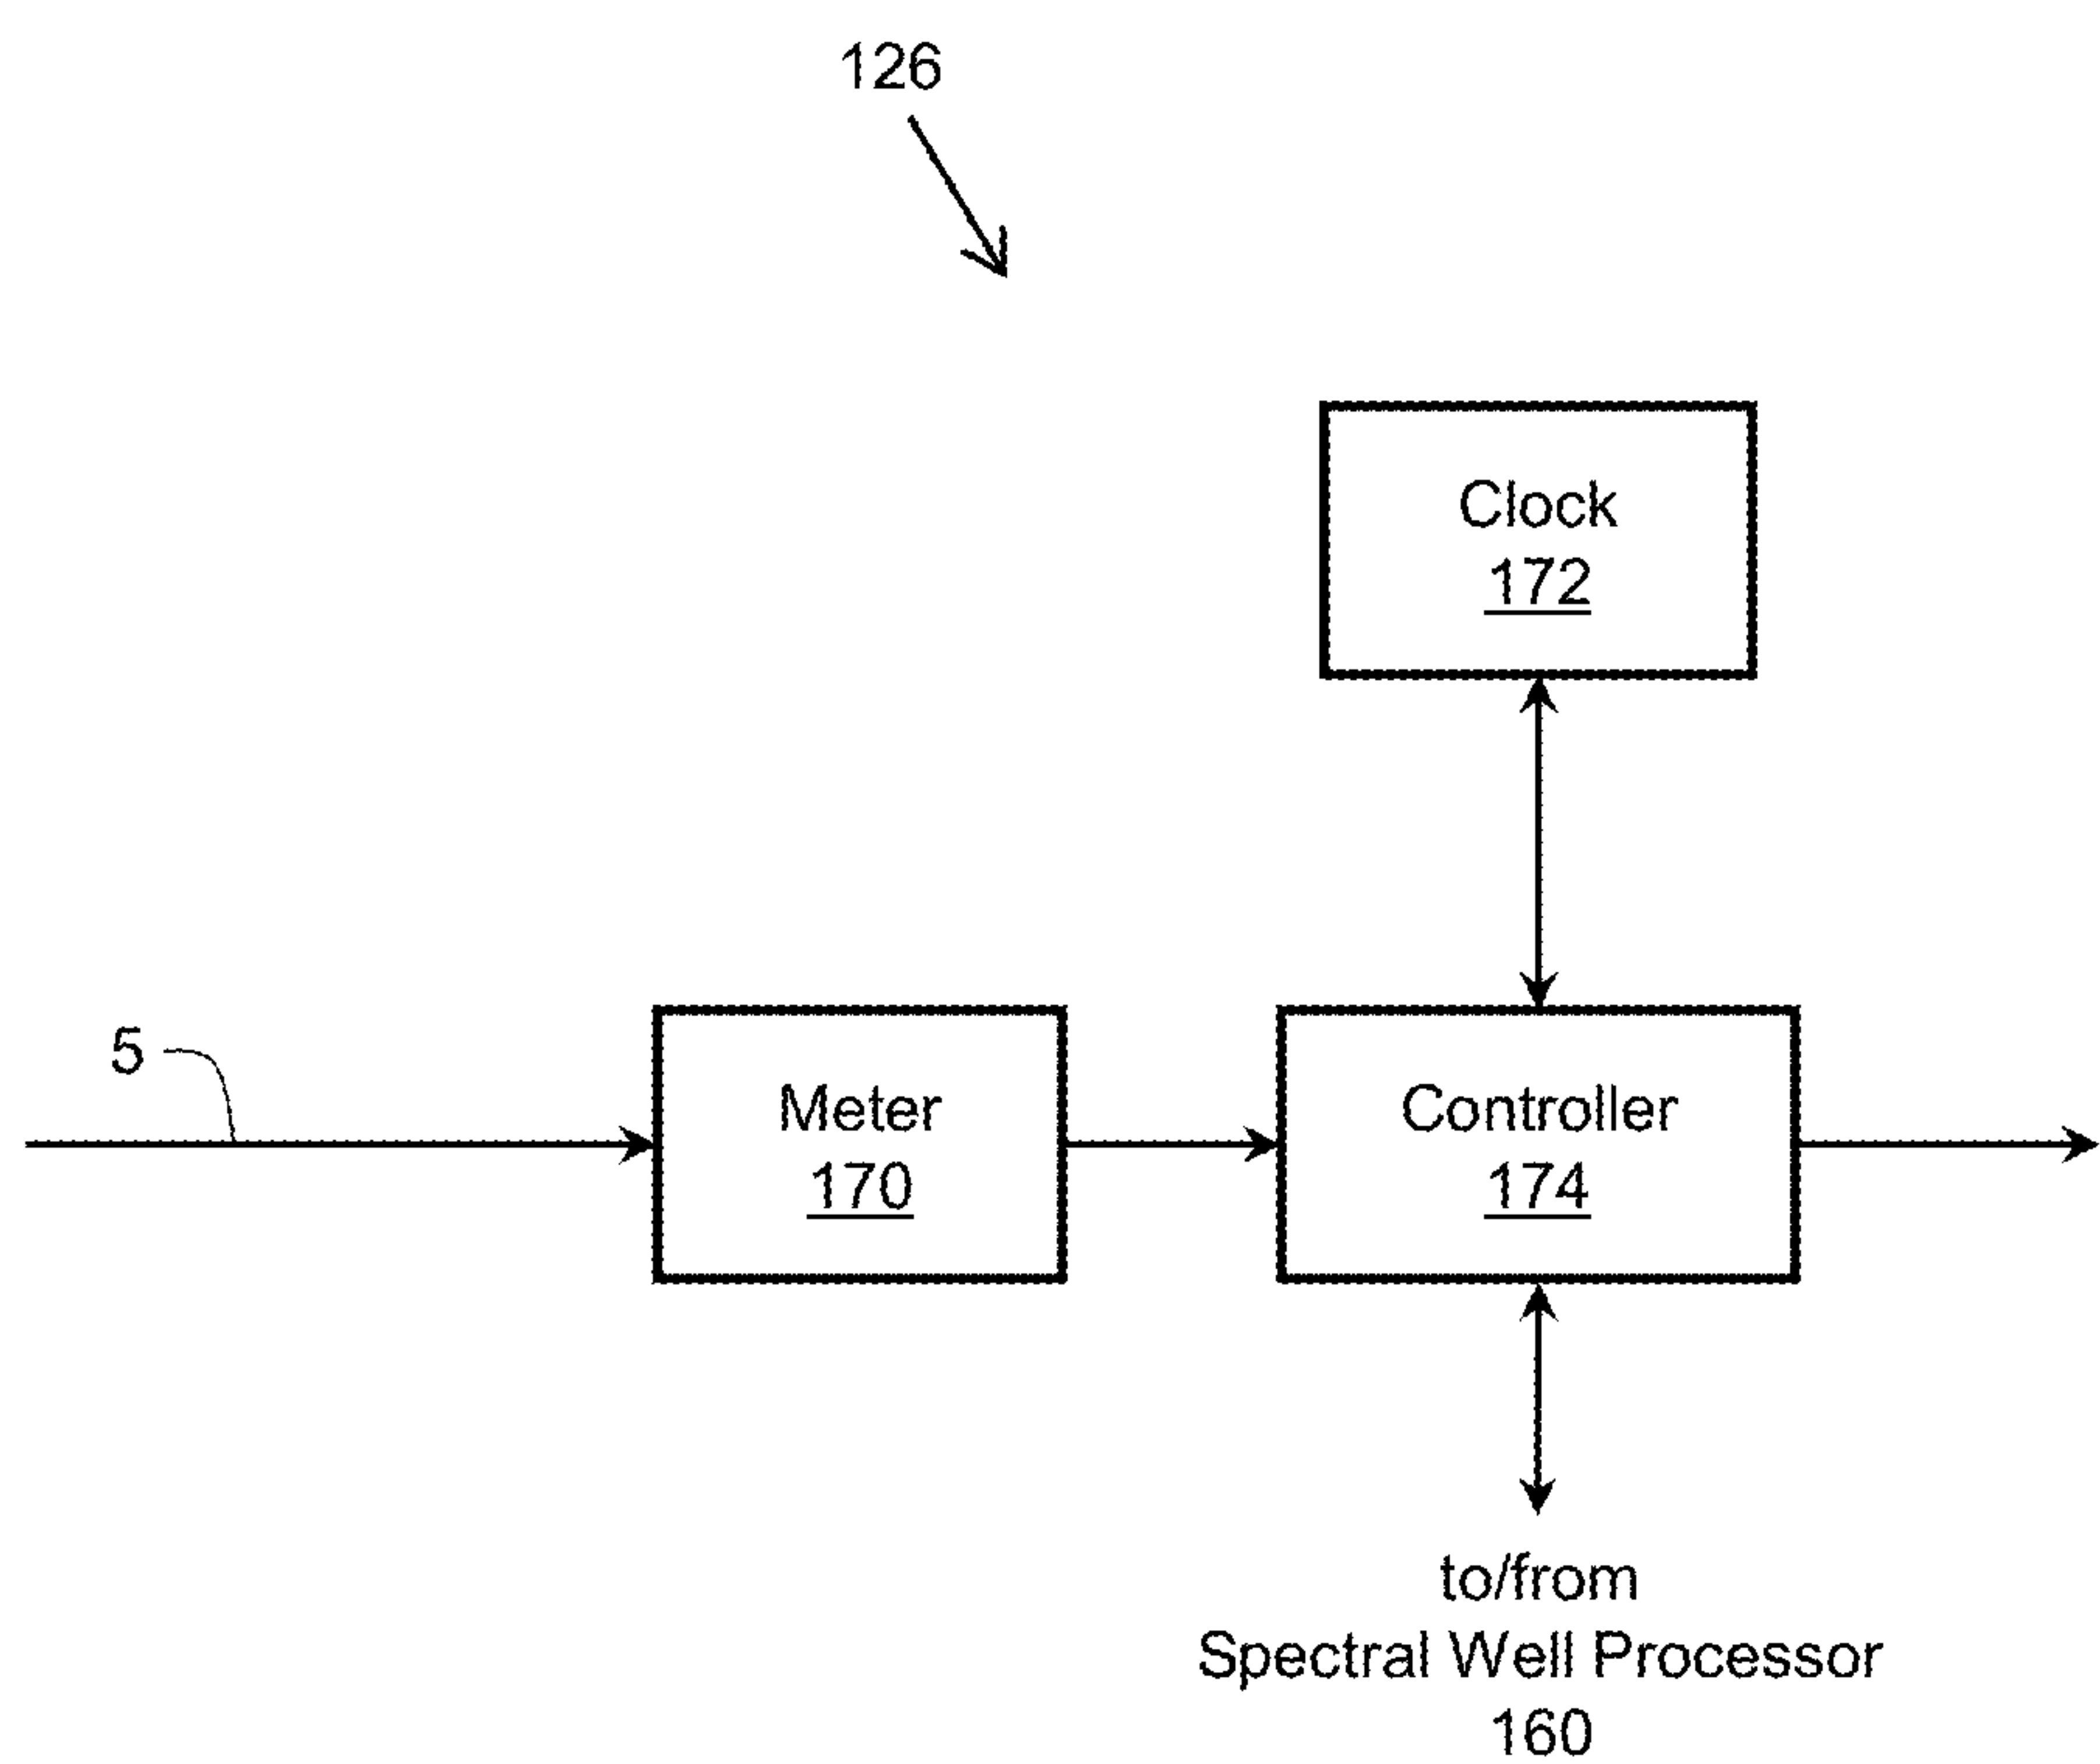 126
Clock
172
5
Meter
170
Controller
174
to/from
Spectral Well Processor
160